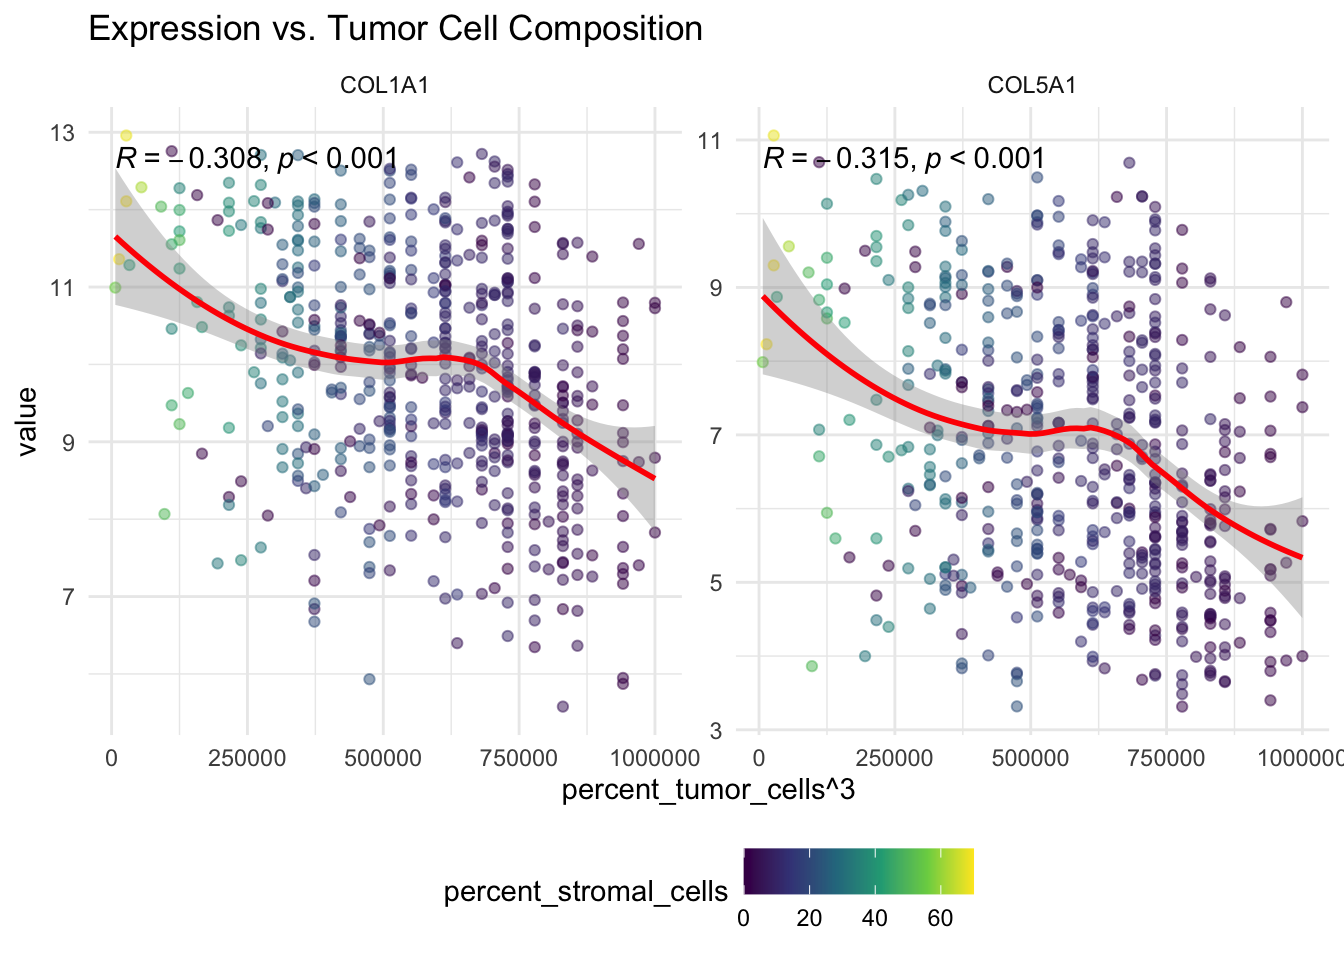 Expression vs. Tumor Cell Composition
COL1A1
COL5A1
R = −0.308, p < 0.001
R = −0.315, p < 0.001
13
11
9
7
11
9
7
5
3
value
0 250000 500000 750000 1000000
0 250000 500000 750000 1000000
percent_tumor_cells^3
percent_stromal_cells
0 20 40 60